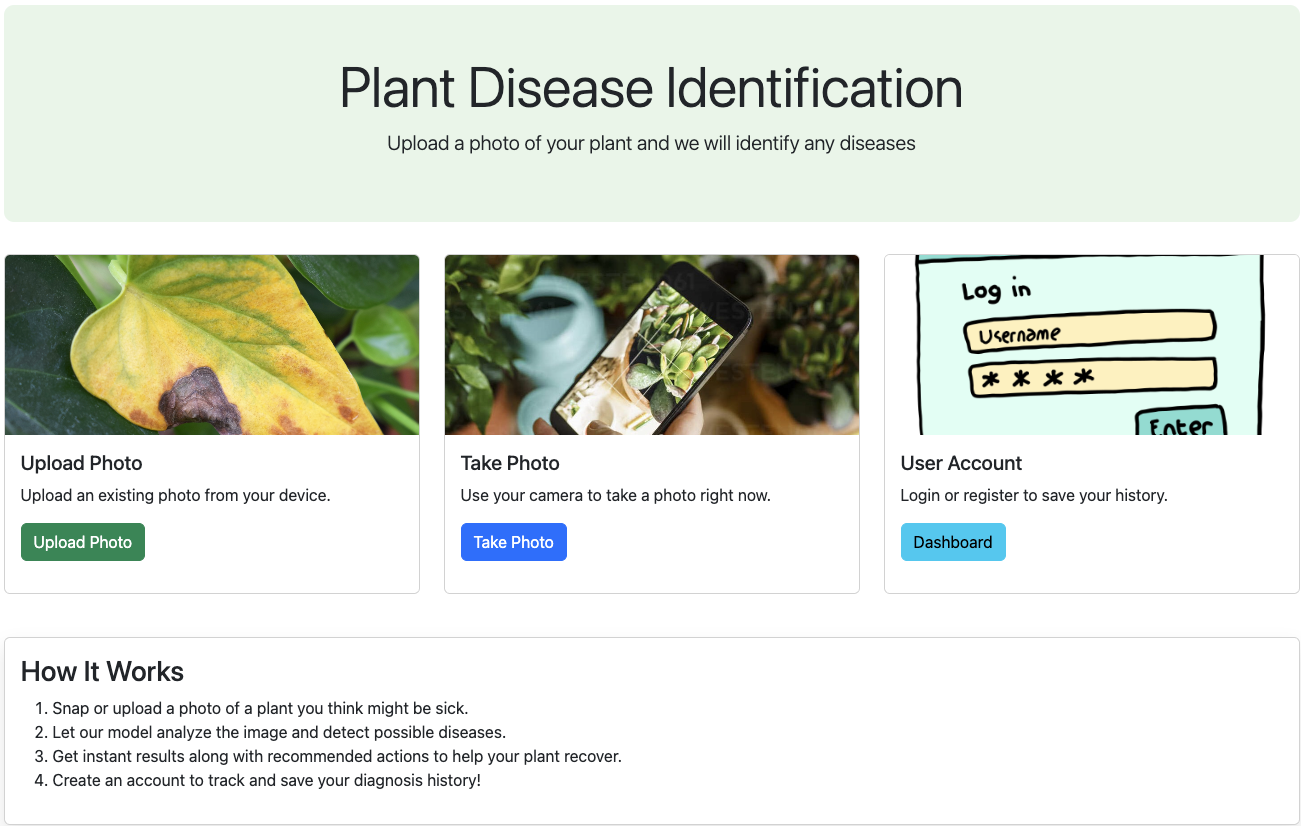 Plant Disease Identification
Upload a photo of your plant and we will identify any diseases
Log in
Username
* * * *
Enter
Upload Photo
Upload an existing photo from your device.
Upload Photo
Take Photo
Use your camera to take a photo right now.
Take Photo
User Account
Login or register to save your history.
Dashboard
How It Works
1. Snap or upload a photo of a plant you think might be sick.
2. Let our model analyze the image and detect possible diseases.
3. Get instant results along with recommended actions to help your plant recover.
4. Create an account to track and save your diagnosis history!